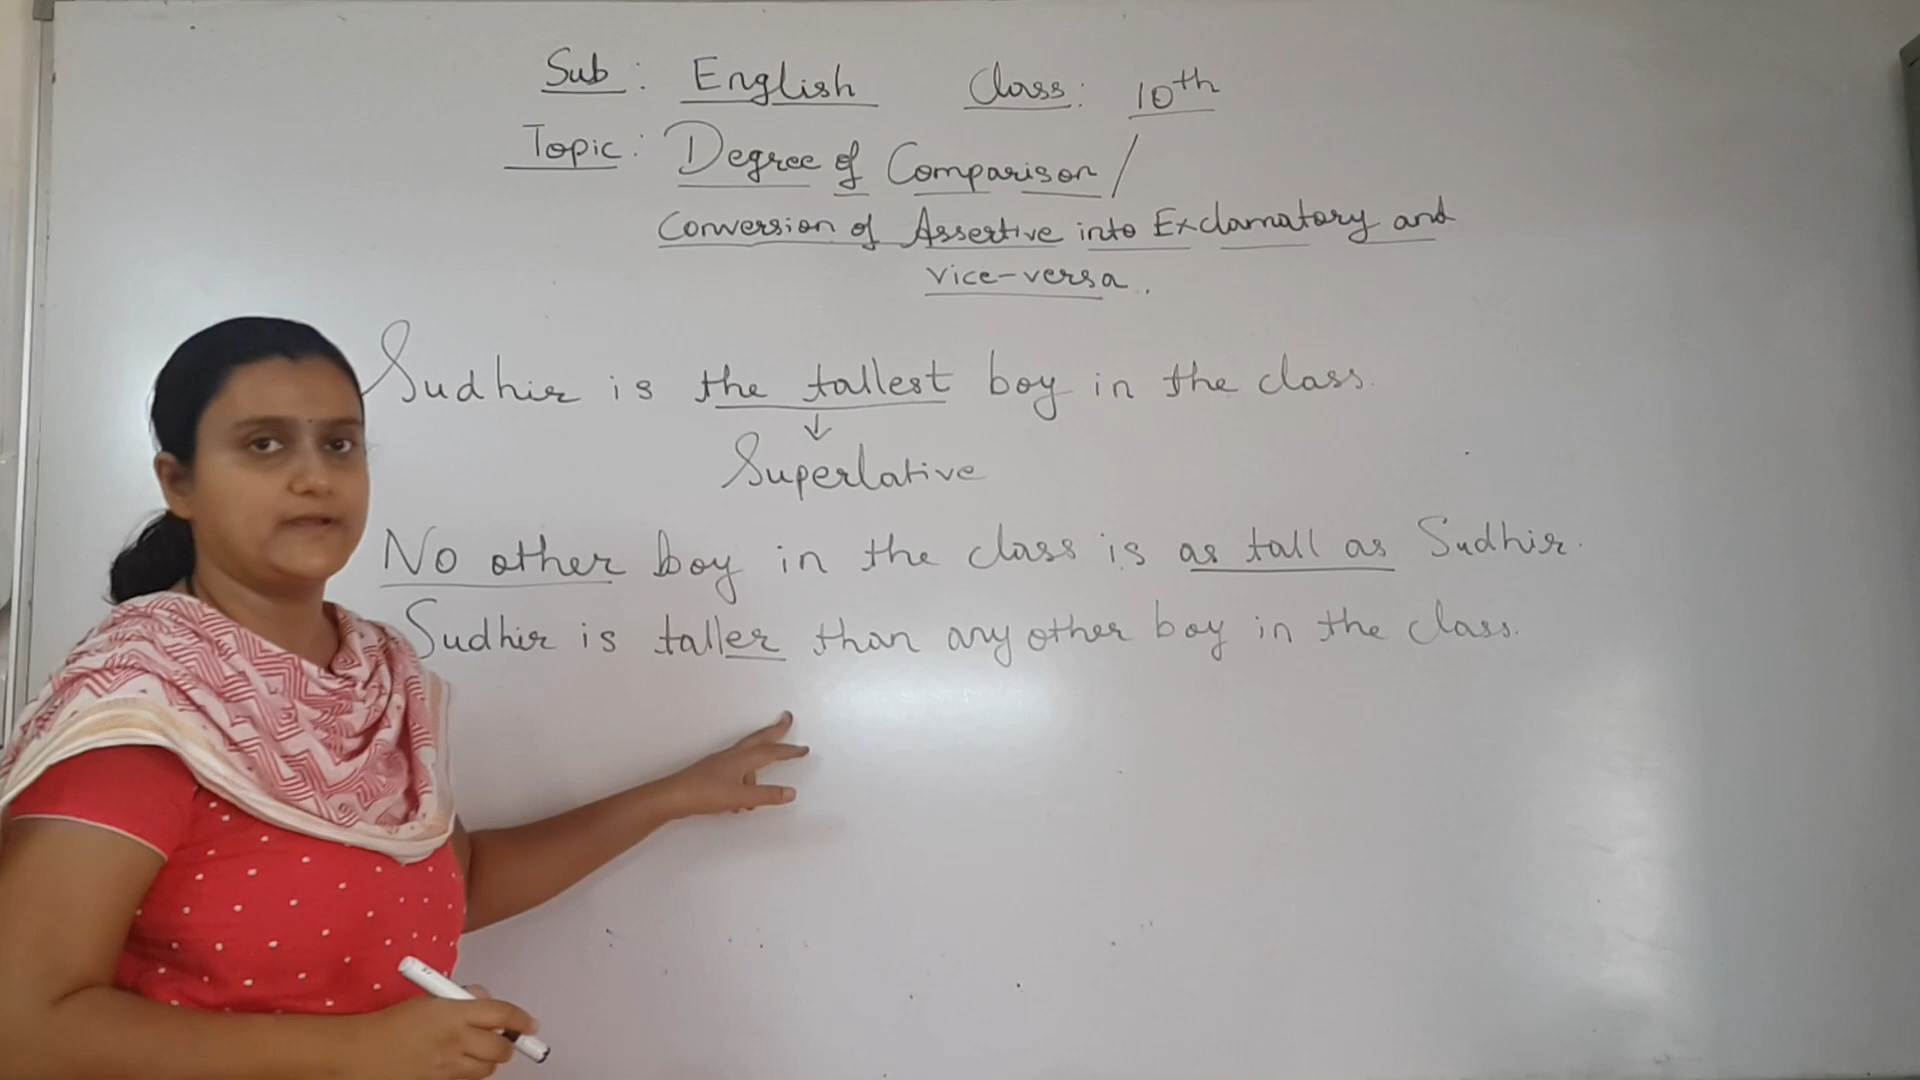 Sub: English Class: 10th
Topic: Degree of Comparison/
Conversion of Assertive into Exclamatory and
vice-versa.
Sudhir is the tallest boy in the class.
↓
Superlative
No other boy in the class is as tall as Sudhir.
Sudhir is taller than any other boy in the class.